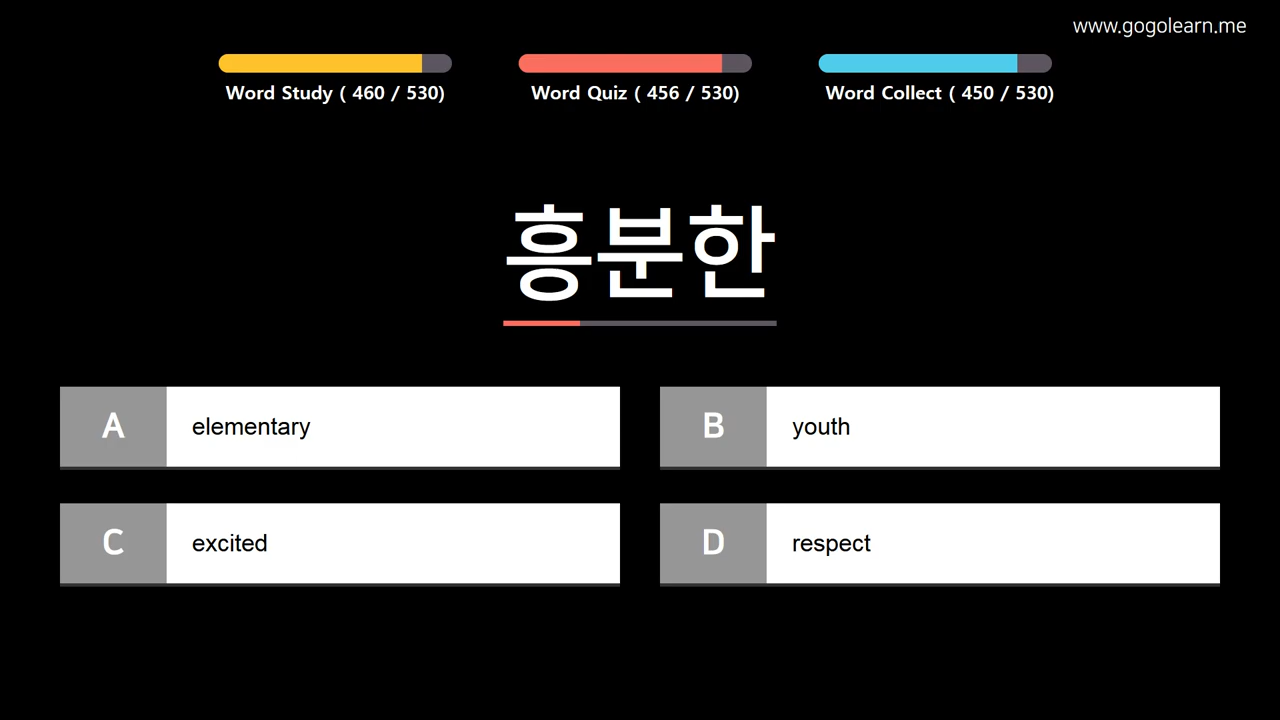 www.gogolearn.me
Word Study ( 460 / 530)
Word Quiz ( 456 / 530)
Word Collect ( 450 / 530)
흥분한
A elementary
B youth
C excited
D respect